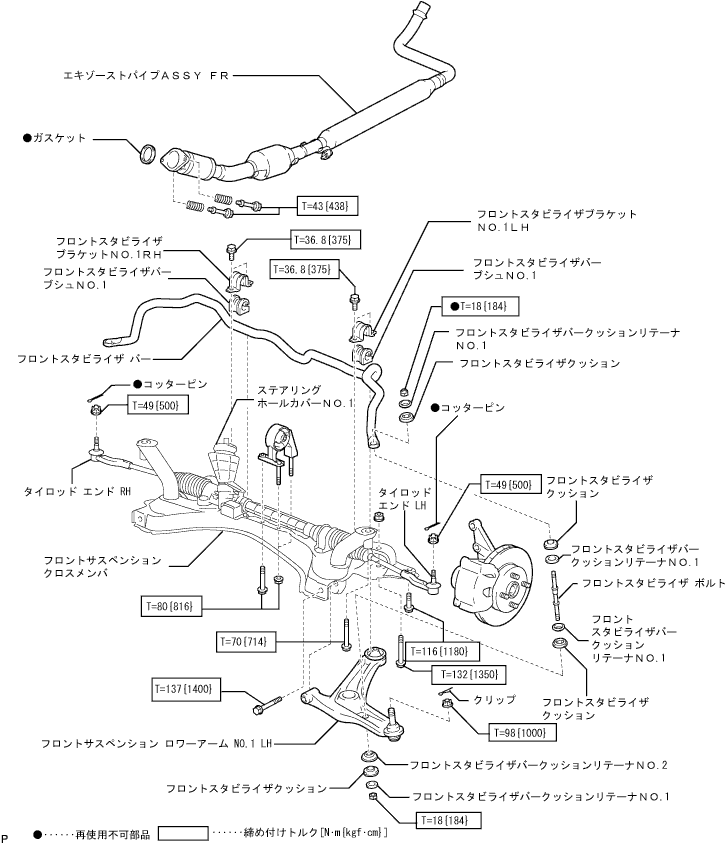 エキゾーストパイプASSY FR
●ガスケット
T=43{438}
フロントスタビライザブラケット
NO.1LH
フロントスタビライザ
ブラケットNO.1RH
T=36.8{375}
T=36.8{375}
フロントスタビライザバー
ブシュNO.1
フロントスタビライザバー
ブシュNO.1
●T=18{184}
フロントスタビライザバークッションリテーナ
NO.1
フロントスタビライザ バー
フロントスタビライザクッション
●コッターピン
T=49{500}
ステアリング
ホールカバーNO.1
●コッターピン
タイロッド エンド RH
タイロッド
エンド LH
T=49{500}
フロントスタビライザ
クッション
フロントサスペンション
クロスメンバ
フロントスタビライザバー
クッションリテーナNO.1
フロントスタビライザ ボルト
T=80{816}
フロント
スタビライザバー
クッション
リテーナNO.1
T=70{714}
T=116{1180}
T=132{1350}
T=137{1400}
クリップ
フロントスタビライザ
クッション
T=98{1000}
フロントサスペンション ロワーアーム NO.1 LH
フロントスタビライザバークッションリテーナNO.2
フロントスタビライザクッション
フロントスタビライザバークッションリテーナNO.1
T=18{184}
●‥‥‥再使用不可部品 ‥‥‥締め付けトルク[N·m{kgf·cm}]
P